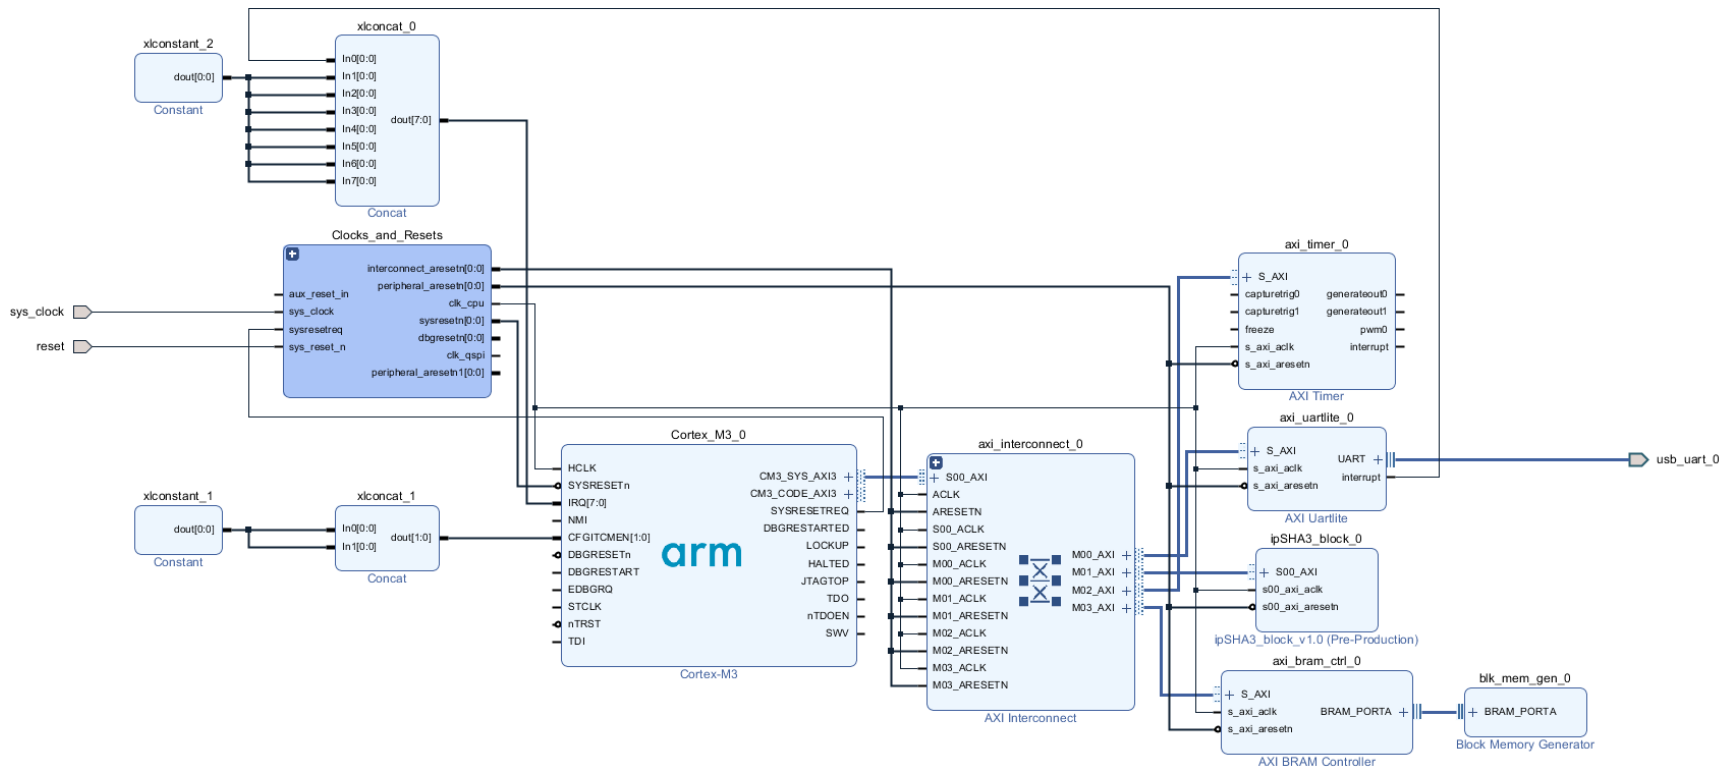 xlconcat_0
xlconstant_2
dout[0:0]
Constant
In0[0:0]
In1[0:0]
In2[0:0]
In3[0:0]
In4[0:0]
In5[0:0]
In6[0:0]
In7[0:0]
dout[7:0]
Concat
Clocks_and_Resets
aux_reset_in
sys_clock
sysresetreq
sys_reset_n
interconnect_aresetn[0:0]
peripheral_aresetn[0:0]
clk_cpu
sysresetn[0:0]
dbgresetn[0:0]
clk_qspi
peripheral_aresetn1[0:0]
sys_clock
reset
xlconstant_1
dout[0:0]
Constant
xlconcat_1
In0[0:0]
In1[0:0]
dout[1:0]
Concat
Cortex_M3_0
HCLK
SYSRESETn
IRQ[7:0]
NMI
CFGITCMEN[1:0]
DBGRESETn
DBGRESTART
EDBGRQ
STCLK
nTRST
TDI
arm
CM3_SYS_AXI3
CM3_CODE_AXI3
SYSRESETREQ
DBGRESTARTED
LOCKUP
HALTED
JTAGTOP
TDO
nTDOEN
SWV
Cortex-M3
axi_interconnect_0
S00_AXI
ACLK
ARESETN
S00_ACLK
S00_ARESETN
M00_ACLK
M00_ARESETN
M01_ACLK
M01_ARESETN
M02_ACLK
M02_ARESETN
M03_ACLK
M03_ARESETN
M00_AXI
M01_AXI
M02_AXI
M03_AXI
AXI Interconnect
axi_timer_0
S_AXI
capturetrig0
capturetrig1
freeze
s_axi_aclk
s_axi_aresetn
generateout0
generateout1
pwm0
interrupt
AXI Timer
axi_uartlite_0
S_AXI
s_axi_aclk
s_axi_aresetn
UART
interrupt
AXI Uartlite
usb_uart_0
ipSHA3_block_0
S00_AXI
s00_axi_aclk
s00_axi_aresetn
ipSHA3_block_v1.0 (Pre-Production)
axi_bram_ctrl_0
S_AXI
s_axi_aclk
s_axi_aresetn
BRAM_PORTA
AXI BRAM Controller
blk_mem_gen_0
BRAM_PORTA
Block Memory Generator